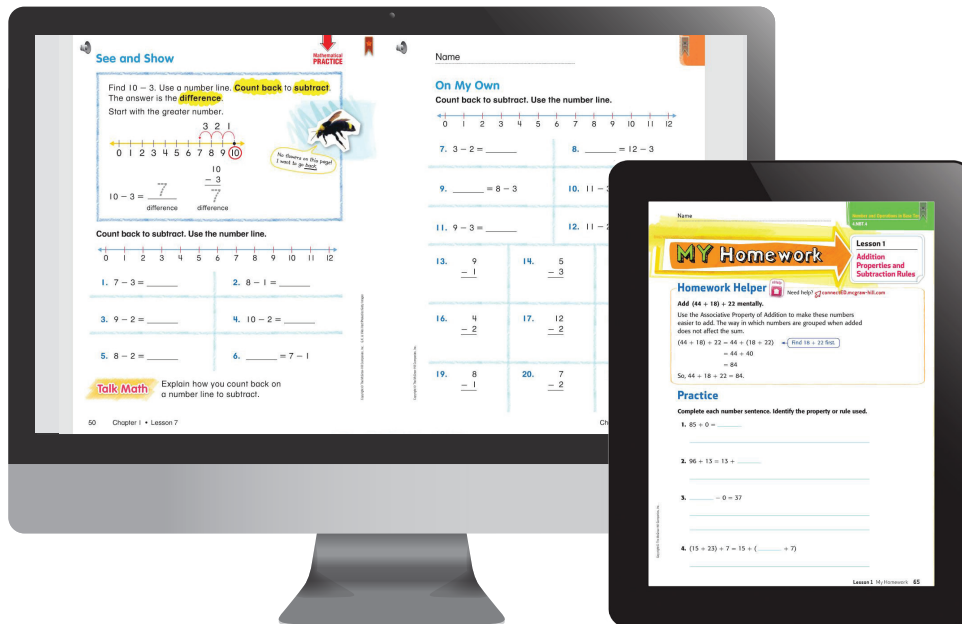 See and Show
Mathematical
PRACTICE
Find 10 − 3. Use a number line. Count back to subtract.
The answer is the difference.
Start with the greater number.
3 2 1
0 1 2 3 4 5 6 7 8 9 10
No flowers on this page!
I want to go back.
10
− 3
10 − 3 = 7
7
difference
difference
Count back to subtract. Use the number line.
0 1 2 3 4 5 6 7 8 9 10 11 12
1. 7 − 3 = ______
2. 8 − 1 = ______
3. 9 − 2 = ______
4. 10 − 2 = ______
5. 8 − 2 = ______
6. ______ = 7 − 1
Talk Math
Explain how you count back on
a number line to subtract.
50 Chapter 1 • Lesson 7
Name
On My Own
Count back to subtract. Use the number line.
0 1 2 3 4 5 6 7 8 9 10 11 12
7. 3 − 2 = ______
8. ______ = 12 − 3
9. ______ = 8 − 3
10. 11 −
11. 9 − 3 = ______
12. 11 −
13. 9
− 1
14. 5
− 3
16. 4
− 2
17. 12
− 2
19. 8
− 1
20. 7
− 2
Ch
Name
Lesson 1
Addition
Properties and
Subtraction Rules
MY Homework
Homework Helper
Need help? connectED.mcgraw-hill.com
Add (44 + 18) + 22 mentally.
Use the Associative Property of Addition to make these numbers
easier to add. The way in which numbers are grouped when added
does not affect the sum.
(44 + 18) + 22 = 44 + (18 + 22)
Find 18 + 22 first.
= 44 + 40
= 84
So, 44 + 18 + 22 = 84.
Practice
Complete each number sentence. Identify the property or rule used.
1. 85 + 0 = ______
2. 96 + 13 = 13 + ______
3. ______ − 0 = 37
4. (15 + 23) + 7 = 15 + ( ______ + 7)
Lesson 1 My Homework 65